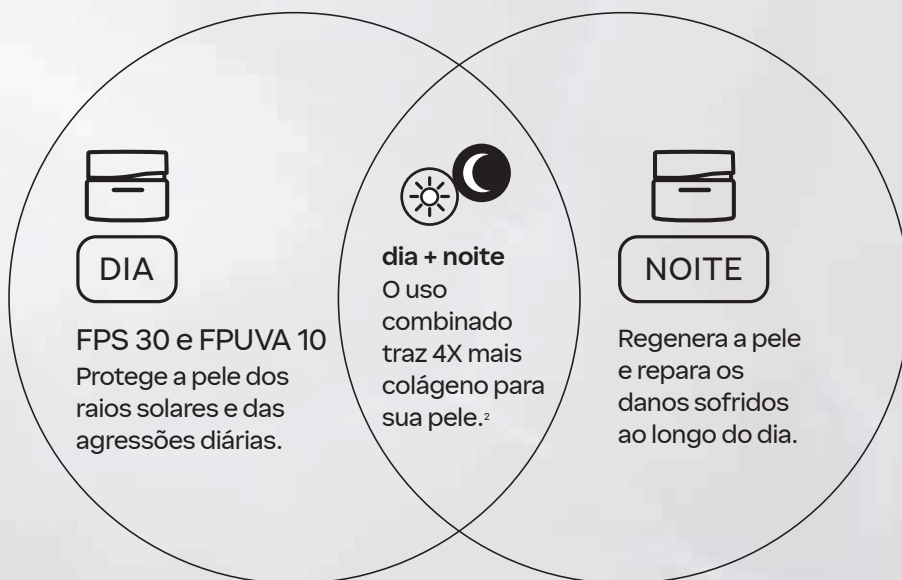 DIA
FPS 30 e FPUVA 10
Protege a pele dos
raios solares e das
agressões diárias.
dia + noite
O uso
combinado
traz 4X mais
colágeno para
sua pele.²
NOITE
Regenera a pele
e repara os
danos sofridos
ao longo do dia.